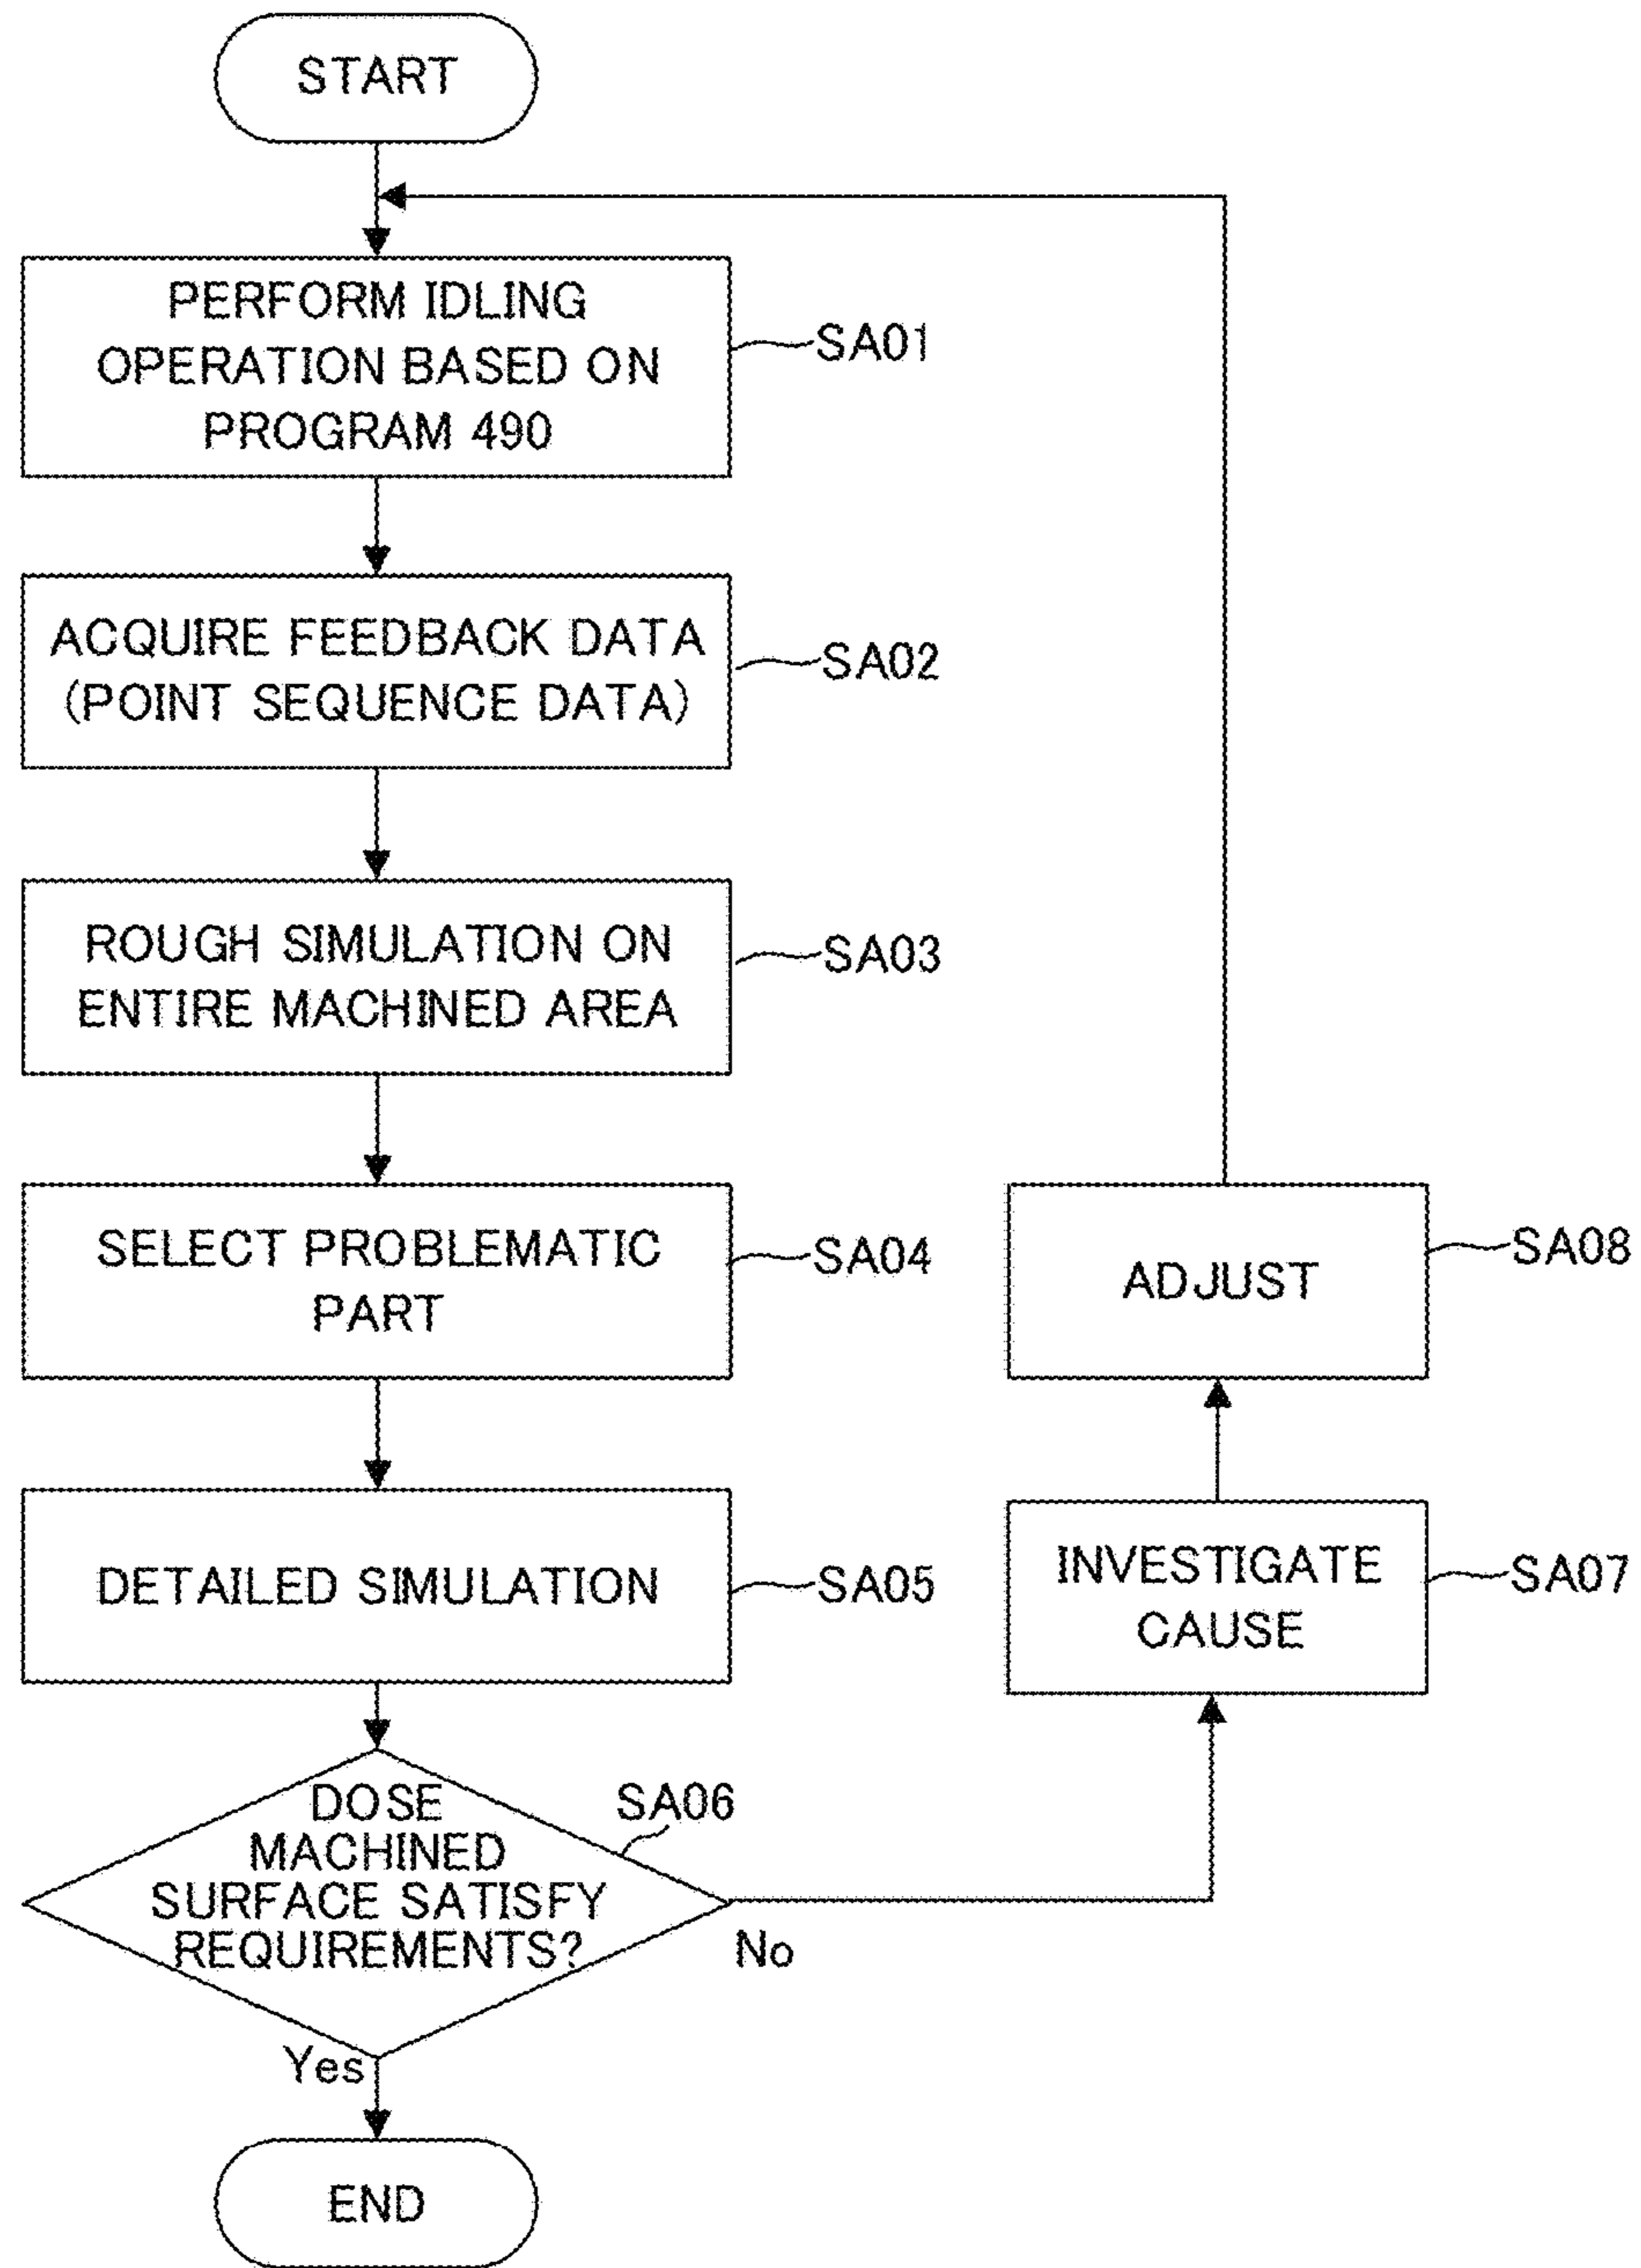 START
PERFORM IDLING
OPERATION BASED ON
PROGRAM 490
SA01
ACQUIRE FEEDBACK DATA
(POINT SEQUENCE DATA)
SA02
ROUGH SIMULATION ON
ENTIRE MACHINED AREA
SA03
SELECT PROBLEMATIC
PART
SA04
DETAILED SIMULATION
SA05
DOSE
MACHINED
SURFACE SATISFY
REQUIREMENTS?
SA06
No
Yes
END
INVESTIGATE
CAUSE
SA07
ADJUST
SA08